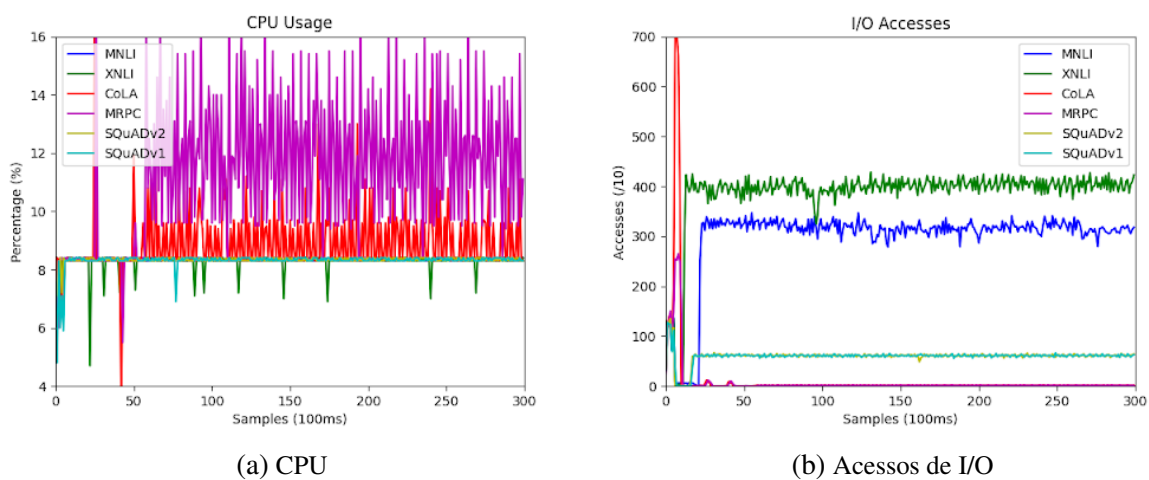 CPU Usage
Percentage (%)
16
14
12
10
8
6
4
MNLI
XNLI
CoLA
MRPC
SQuADv2
SQuADv1
0 50 100 150 200 250 300
Samples (100ms)
(a) CPU
I/O Accesses
Accesses (/10)
700
600
500
400
300
200
100
0
MNLI
XNLI
CoLA
MRPC
SQuADv2
SQuADv1
0 50 100 150 200 250 300
Samples (100ms)
(b) Acessos de I/O